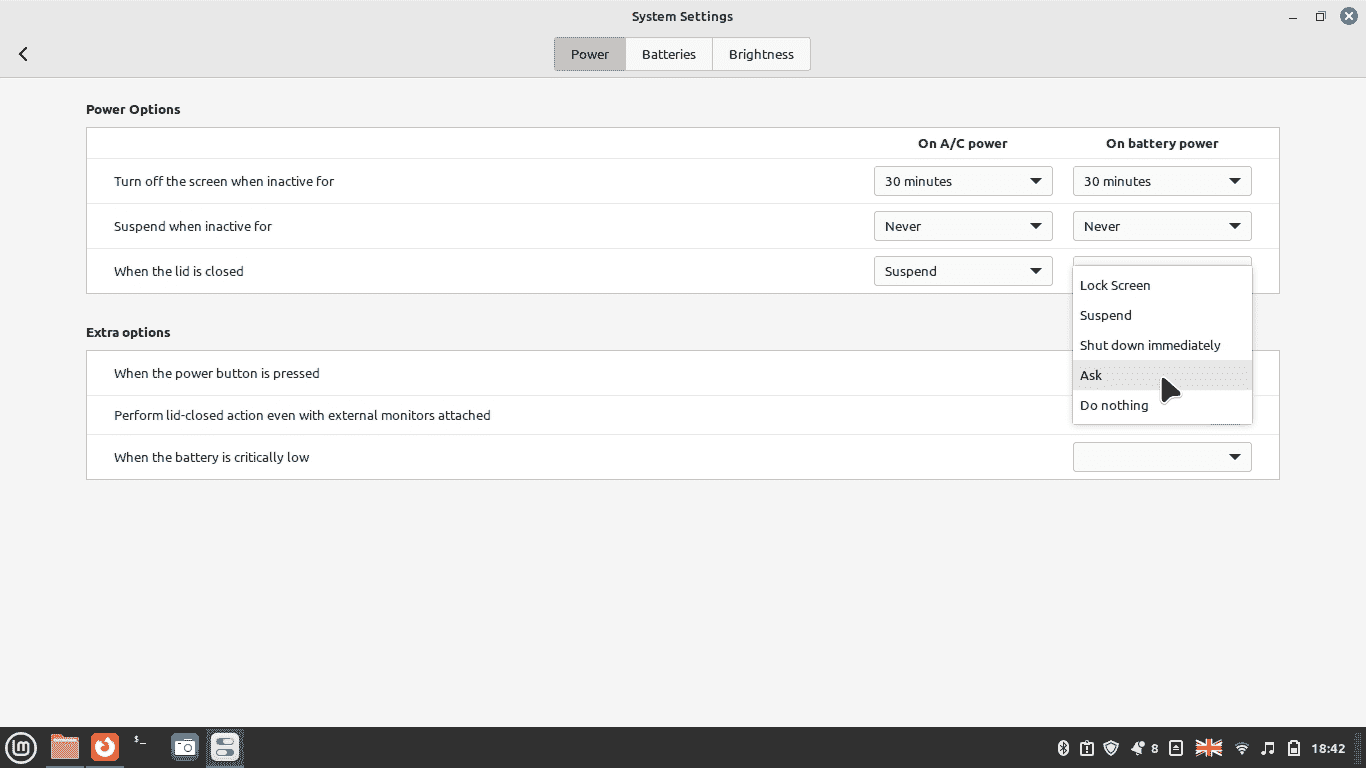 System Settings
Power Batteries Brightness
Power Options
On A/C power On battery power
Turn off the screen when inactive for 30 minutes 30 minutes
Suspend when inactive for Never Never
When the lid is closed Suspend
Lock Screen
Suspend
Shut down immediately
Ask
Do nothing
Extra options
When the power button is pressed
Perform lid-closed action even with external monitors attached
When the battery is critically low
lm $_ 8 18:42